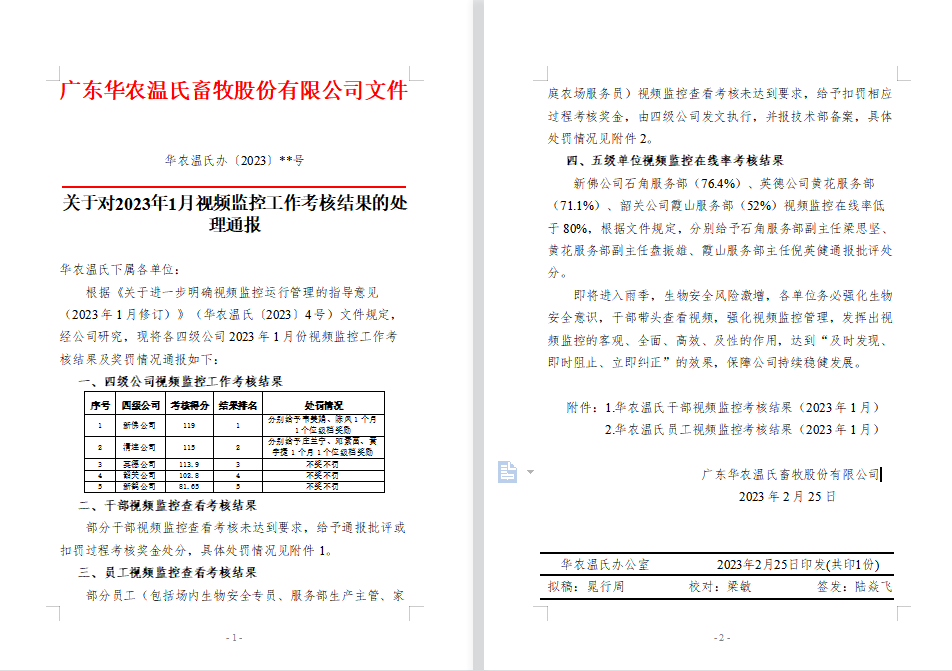 广东华农温氏畜牧股份有限公司文件
华农温氏办〔2023〕**号
关于对2023年1月视频监控工作考核结果的处
理通报
华农温氏下属各单位：
根据《关于进一步明确视频监控运行管理的指导意见
（2023年1月修订）》（华农温氏〔2023〕4号）文件规定，
经公司研究，现将各四级公司2023年1月份视频监控工作考
核结果及奖罚情况通报如下：
一、四级公司视频监控工作考核结果
序号 四级公司 考核得分 结果排名 处罚情况
1 新佛公司 119 1 分别给予韦美娟、陈凤1个月
1个位级档奖励
2 清连公司 115 2 分别给予庄兰宁、邓素蕾、黄
宇捷1个月1个位级档奖励
3 英德公司 113.9 3 不奖不罚
4 韶关公司 102.8 4 不奖不罚
5 新鹤公司 81.65 5 不奖不罚
二、干部视频监控查看考核结果
部分干部视频监控查看考核未达到要求，给予通报批评或
扣罚过程考核奖金处分，具体处罚情况见附件1。
三、员工视频监控查看考核结果
部分员工（包括场内生物安全专员、服务部生产主管、家
- 1 -
庭农场服务员）视频监控查看考核未达到要求，给予扣罚相应
过程考核奖金，由四级公司发文执行，并报技术部备案，具体
处罚情况见附件2。
四、五级单位视频监控在线率考核结果
新佛公司石角服务部（76.4%）、英德公司黄花服务部
（71.1%）、韶关公司霞山服务部（52%）视频监控在线率低
于80%，根据文件规定，分别给予石角服务部副主任梁思坚、
黄花服务部副主任盘振雄、霞山服务部主任倪英健通报批评处
分。
即将进入雨季，生物安全风险激增，各单位务必强化生物
安全意识，干部带头查看视频，强化视频监控管理，发挥出视
频监控的客观、全面、高效、及性的作用，达到“及时发现、
即时阻止、立即纠正”的效果，保障公司持续稳健发展。
附件：1.华农温氏干部视频监控考核结果（2023年1月）
2.华农温氏员工视频监控考核结果（2023年1月）
广东华农温氏畜牧股份有限公司
2023年2月25日
华农温氏办公室 2023年2月25日印发(共印1份)
拟稿：晁行周 校对：梁敏 签发：陆焱飞
- 2 -